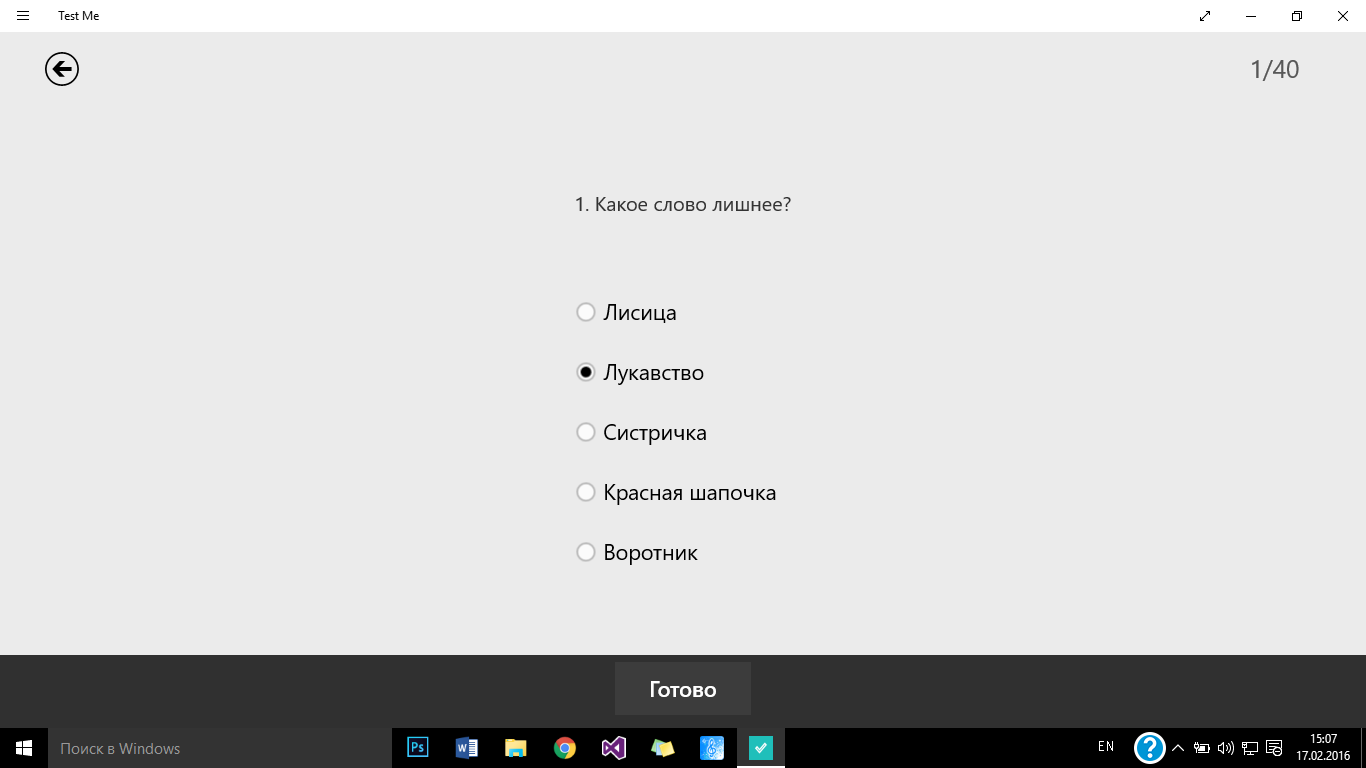 Test Me
1/40
1. Какое слово лишнее?
Лисица
Лукавство
Систричка
Красная шапочка
Воротник
Готово
Поиск в Windows
Ps
W
EN
?
15:07
17.02.2016